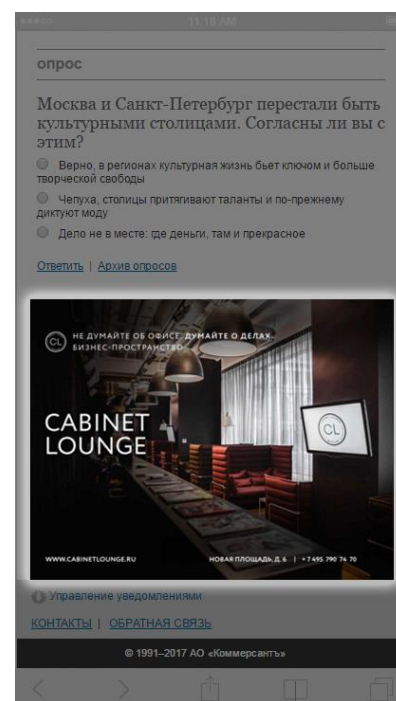 11:18 AM
опрос
Москва и Санкт-Петербург перестали быть
культурными столицами. Согласны ли вы с
этим?
Верно, в регионах культурная жизнь бьет ключом и больше
творческой свободы
Чепуха, столицы притягивают таланты и по-прежнему
диктуют моду
Дело не в месте: где деньги, там и прекрасное
Ответить | Архив опросов
CL
НЕ ДУМАЙТЕ ОБ ОФИСЕ. ДУМАЙТЕ О ДЕЛАХ.
БИЗНЕС-ПРОСТРАНСТВО
CABINET
LOUNGE
CL
WWW.CABINETLOUNGE.RU
НОВАЯ ПЛОЩАДЬ, Д. 6 | +7 495 790 74 70
Управление уведомлениями
КОНТАКТЫ | ОБРАТНАЯ СВЯЗЬ
© 1991–2017 АО «Коммерсантъ»